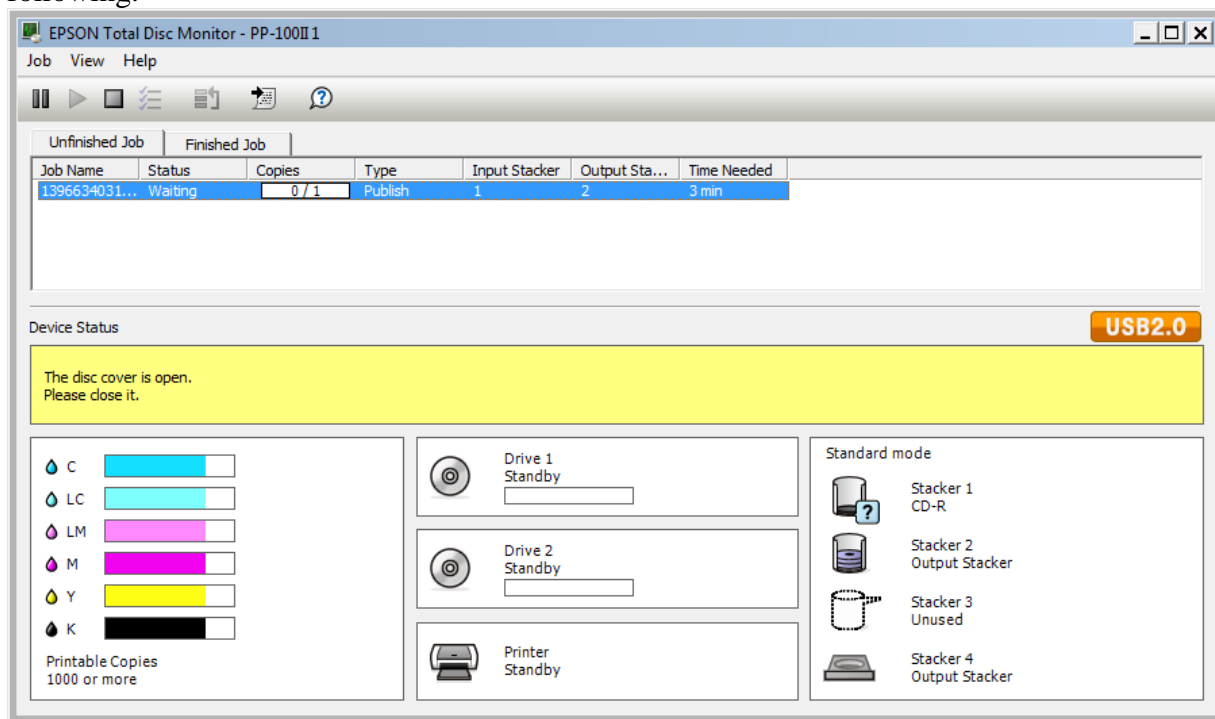 following.
EPSON Total Disc Monitor - PP-100II 1
Job View Help
Unfinished Job Finished Job
Job Name Status Copies Type Input Stacker Output Sta... Time Needed
1396634031... Waiting 0 / 1 Publish 1 2 3 min
Device Status
USB2.0
The disc cover is open.
Please close it.
C
LC
LM
M
Y
K
Printable Copies
1000 or more
Drive 1
Standby
Drive 2
Standby
Printer
Standby
Standard mode
Stacker 1
CD-R
Stacker 2
Output Stacker
Stacker 3
Unused
Stacker 4
Output Stacker